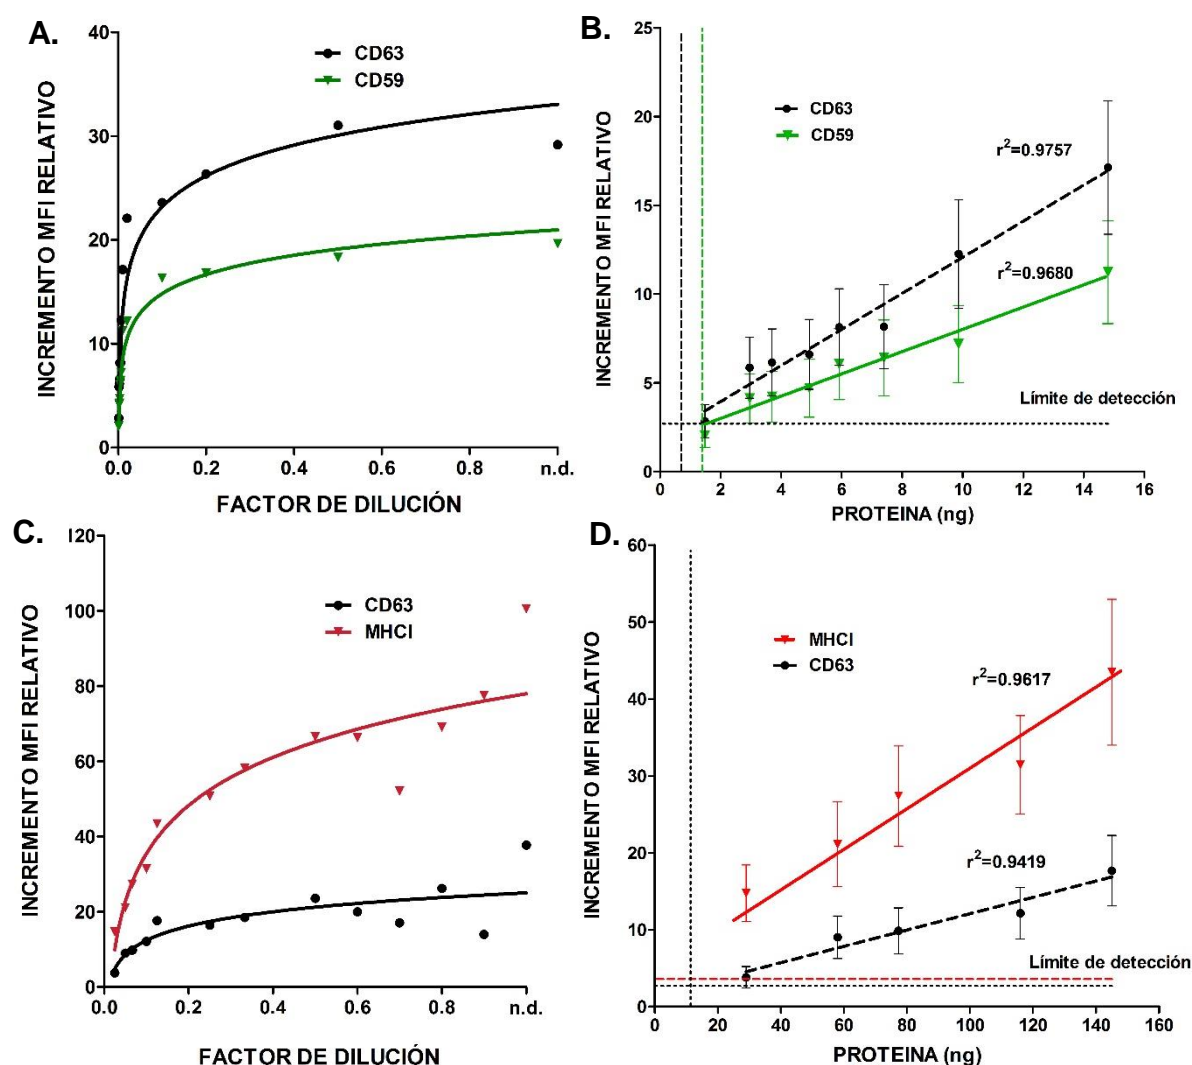 A.
40
30
20
10
0
INCREMENTO MFI RELATIVO
CD63
CD59
0.0
0.2
0.4
0.6
0.8
n.d.
FACTOR DE DILUCIÓN
B.
25
20
15
10
5
0
INCREMENTO MFI RELATIVO
CD63
CD59
r²=0.9757
r²=0.9680
Límite de detección
0
2
4
6
8
10
12
14
16
PROTEINA (ng)
C.
120
100
80
60
40
20
0
INCREMENTO MFI RELATIVO
CD63
MHCI
0.0
0.2
0.4
0.6
0.8
n.d.
FACTOR DE DILUCIÓN
D.
60
50
40
30
20
10
0
INCREMENTO MFI RELATIVO
MHCI
CD63
r²=0.9617
r²=0.9419
Límite de detección
0
20
40
60
80
100
120
140
160
PROTEINA (ng)